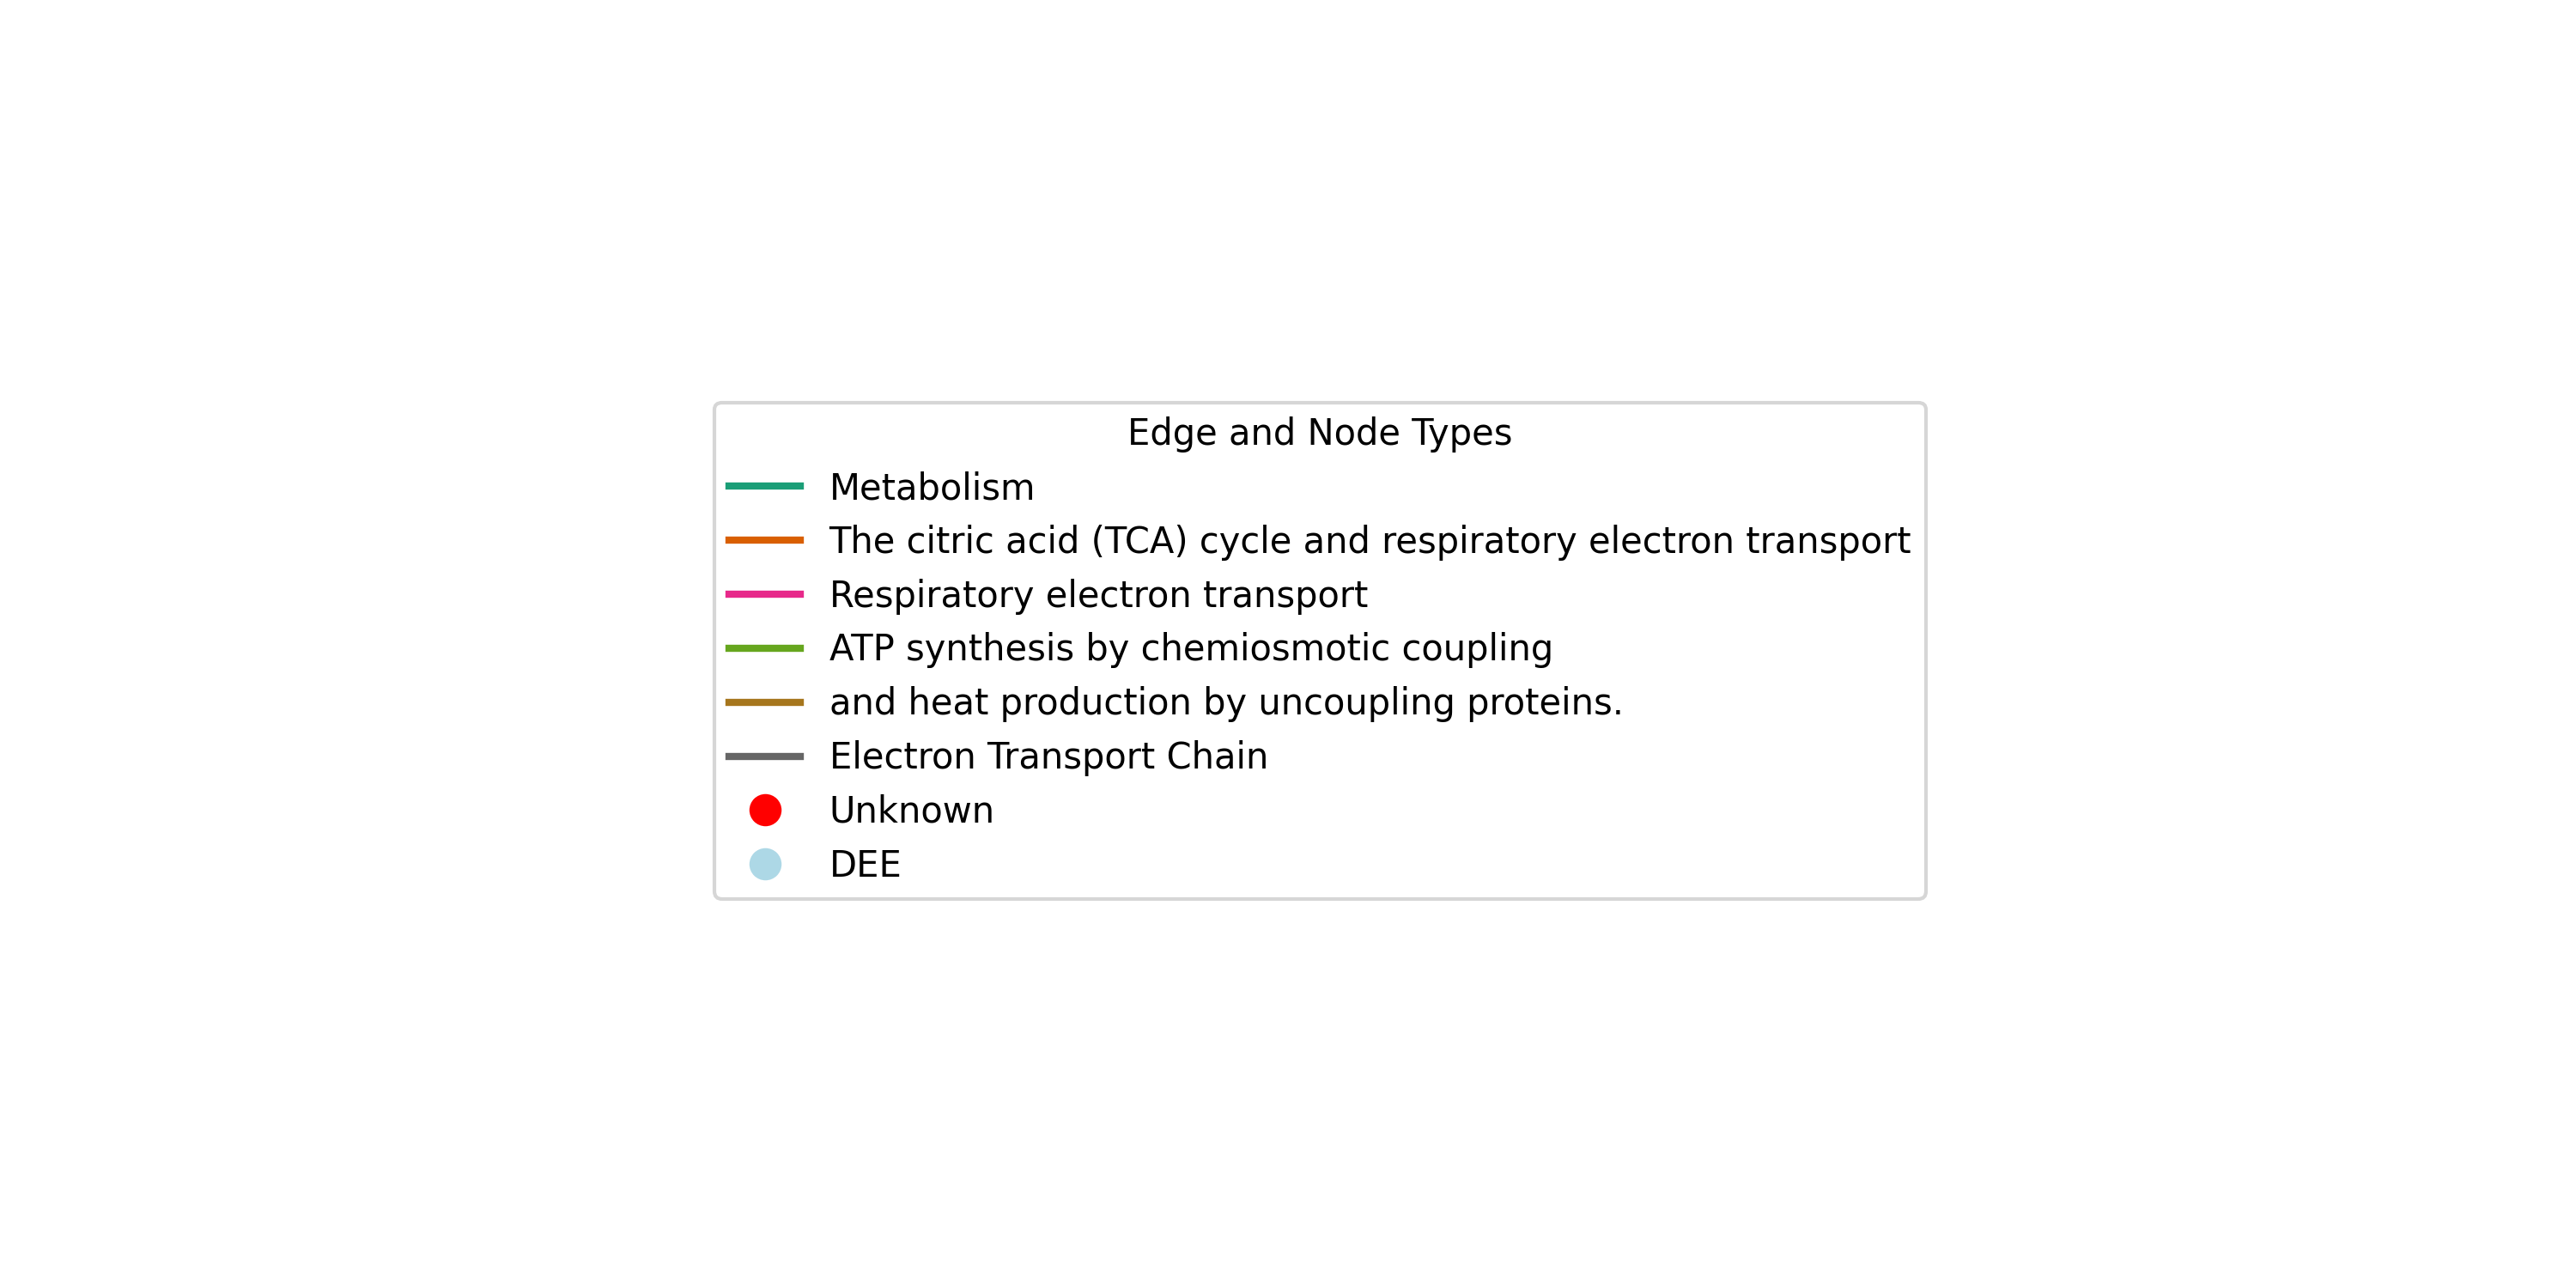 Edge and Node Types
Metabolism
The citric acid (TCA) cycle and respiratory electron transport
Respiratory electron transport
ATP synthesis by chemiosmotic coupling
and heat production by uncoupling proteins.
Electron Transport Chain
Unknown
DEE